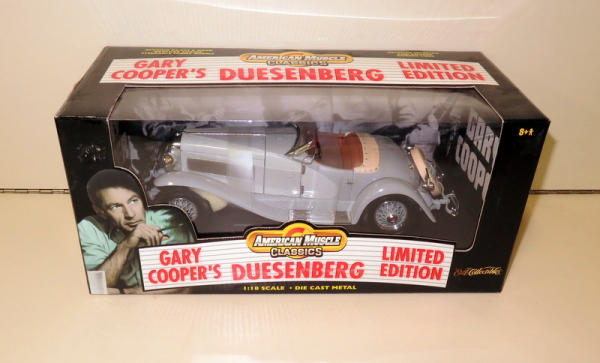 AMERICAN MUSCLE
CLASSICS
GARY
COOPER'S
DUESENBERG
LIMITED
EDITION
GARY
COOP
8+
AMERICAN MUSCLE
CLASSICS
GARY
COOPER'S
DUESENBERG
LIMITED
EDITION
1:18 SCALE • DIE CAST METAL
Ertl Collectibles